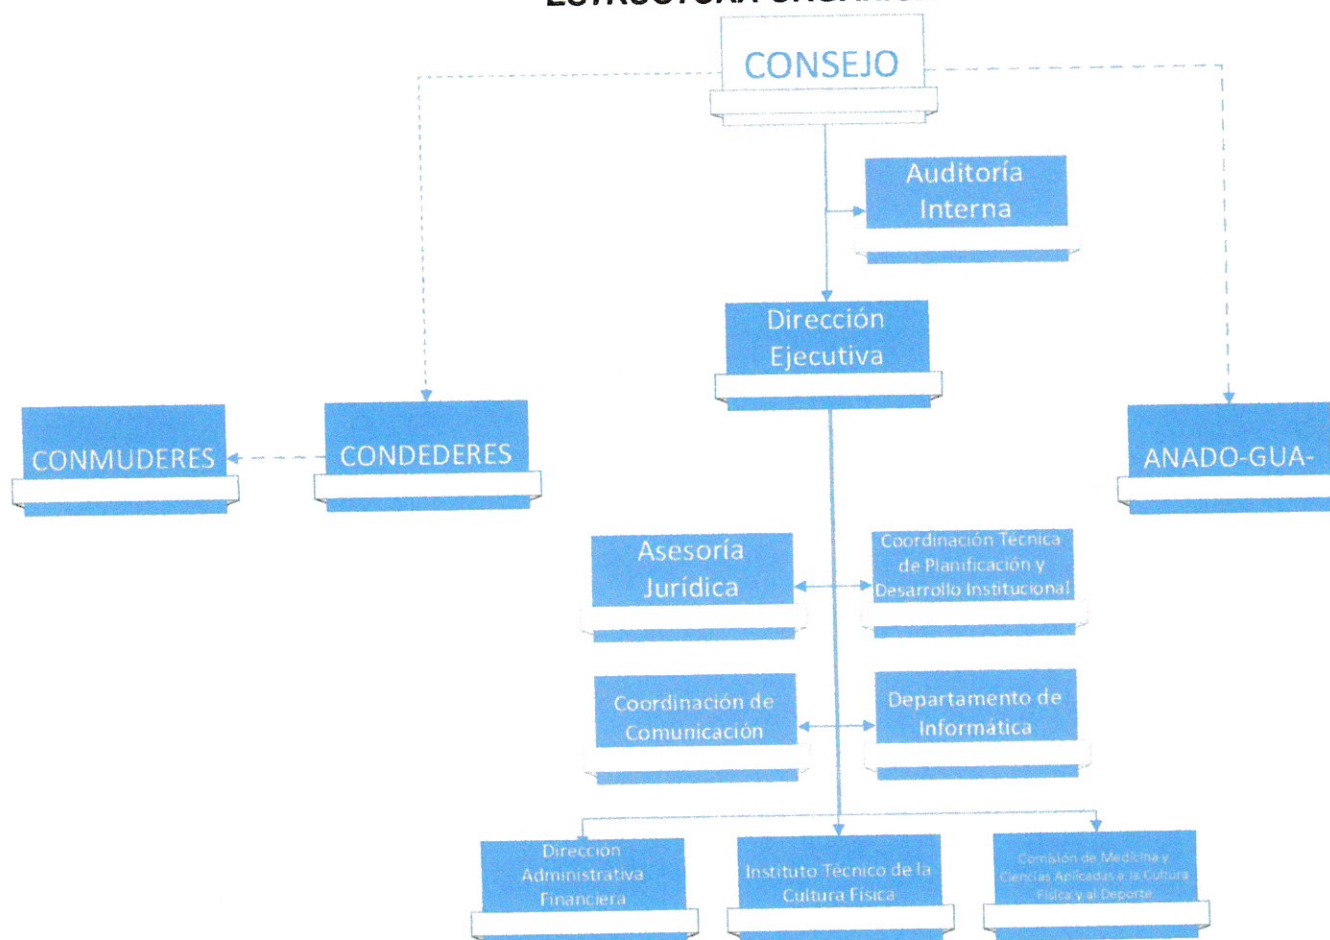 CONSEJO
Auditoría
Interna
Dirección
Ejecutiva
CONMUDERES
CONDEDERES
ANADO-GUA-
Asesoría
Jurídica
Coordinación Técnica
de Planificación y
Desarrollo Institucional
Coordinación de
Comunicación
Departamento de
Informática
Dirección
Administrativa
Financiera
Instituto Técnico de la
Cultura Física
Comisión de Medicina y
Ciencias Aplicadas a la Cultura
Física y al Deporte